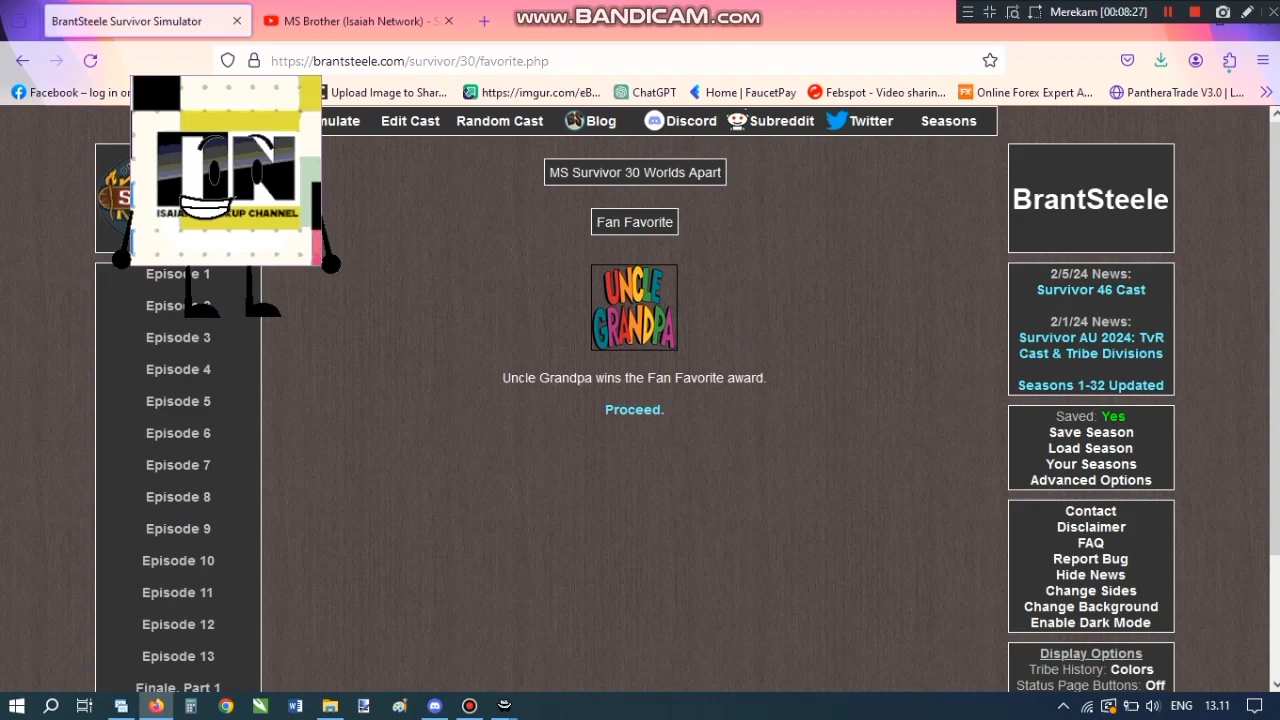 BrantSteele Survivor Simulator
MS Brother (Isaiah Network) - S
www.BANDICAM.com
Merekam [00:08:27]
https://brantsteele.com/survivor/30/favorite.php
Facebook – log in or
Upload Image to Shar...
https://imgur.com/eB...
ChatGPT
Home | FaucetPay
Febspot - Video sharin...
Online Forex Expert A...
PantheraTrade V3.0 | L...
mulate
Edit Cast
Random Cast
Blog
Discord
Subreddit
Twitter
Seasons
MS Survivor 30 Worlds Apart
Fan Favorite
UNCLE
GRANDPA
Uncle Grandpa wins the Fan Favorite award.
Proceed.
IN
KUP CHANNEL
Episode 1
Episode 3
Episode 4
Episode 5
Episode 6
Episode 7
Episode 8
Episode 9
Episode 10
Episode 11
Episode 12
Episode 13
Finale, Part 1
BrantSteele
2/5/24 News:
Survivor 46 Cast
2/1/24 News:
Survivor AU 2024: TvR
Cast & Tribe Divisions
Seasons 1-32 Updated
Saved: Yes
Save Season
Load Season
Your Seasons
Advanced Options
Contact
Disclaimer
FAQ
Report Bug
Hide News
Change Sides
Change Background
Enable Dark Mode
Display Options
Tribe History: Colors
Status Page Buttons: Off
ENG
13.11